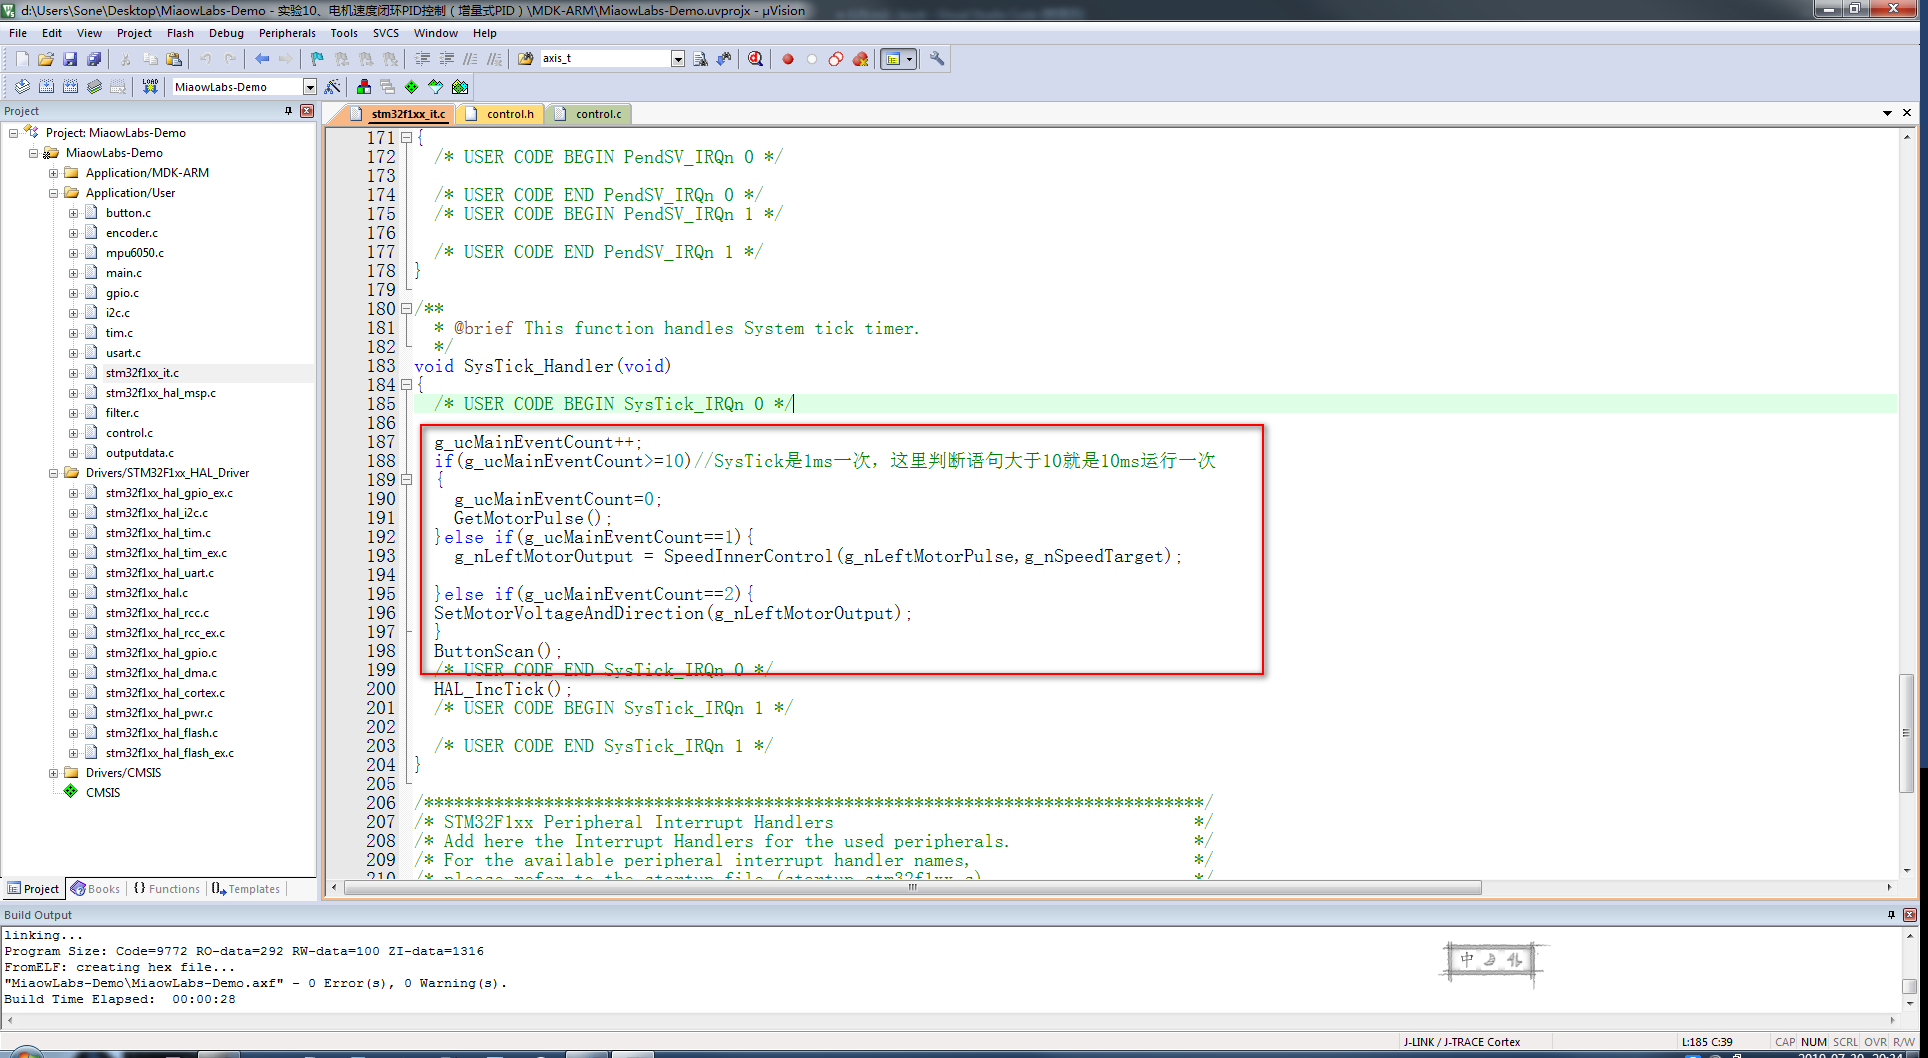 d:\Users\Sone\Desktop\MiaowLabs-Demo - 实验10、电机速度闭环PID控制（增量式PID）\MDK-ARM\MiaowLabs-Demo.uvprojx - µVision
File Edit View Project Flash Debug Peripherals Tools SVCS Window Help
axis_t
LOAD
MiaowLabs-Demo
Project
Project: MiaowLabs-Demo
MiaowLabs-Demo
Application/MDK-ARM
Application/User
button.c
encoder.c
mpu6050.c
main.c
gpio.c
i2c.c
tim.c
usart.c
stm32f1xx_it.c
stm32f1xx_hal_msp.c
filter.c
control.c
outputdata.c
Drivers/STM32F1xx_HAL_Driver
stm32f1xx_hal_gpio_ex.c
stm32f1xx_hal_i2c.c
stm32f1xx_hal_tim.c
stm32f1xx_hal_tim_ex.c
stm32f1xx_hal_uart.c
stm32f1xx_hal.c
stm32f1xx_hal_rcc.c
stm32f1xx_hal_rcc_ex.c
stm32f1xx_hal_gpio.c
stm32f1xx_hal_dma.c
stm32f1xx_hal_cortex.c
stm32f1xx_hal_pwr.c
stm32f1xx_hal_flash.c
stm32f1xx_hal_flash_ex.c
Drivers/CMSIS
CMSIS
Project Books {} Functions Templates
stm32f1xx_it.c control.h control.c
171 {
172 /* USER CODE BEGIN PendSV_IRQn 0 */
173
174 /* USER CODE END PendSV_IRQn 0 */
175 /* USER CODE BEGIN PendSV_IRQn 1 */
176
177 /* USER CODE END PendSV_IRQn 1 */
178 }
179
180 /**
181 * @brief This function handles System tick timer.
182 */
183 void SysTick_Handler(void)
184 {
185 /* USER CODE BEGIN SysTick_IRQn 0 */
186
187 g_ucMainEventCount++;
188 if(g_ucMainEventCount>=10)//SysTick是1ms一次，这里判断语句大于10就是10ms运行一次
189 {
190 g_ucMainEventCount=0;
191 GetMotorPulse();
192 }else if(g_ucMainEventCount==1){
193 g_nLeftMotorOutput = SpeedInnerControl(g_nLeftMotorPulse,g_nSpeedTarget);
194
195 }else if(g_ucMainEventCount==2){
196 SetMotorVoltageAndDirection(g_nLeftMotorOutput);
197 }
198 ButtonScan();
199 /* USER CODE END SysTick_IRQn 0 */
200 HAL_IncTick();
201 /* USER CODE BEGIN SysTick_IRQn 1 */
202
203 /* USER CODE END SysTick_IRQn 1 */
204 }
205
206 /******************************************************************************/
207 /* STM32F1xx Peripheral Interrupt Handlers */
208 /* Add here the Interrupt Handlers for the used peripherals. */
209 /* For the available peripheral interrupt handler names, */
210 /* please refer to the startup file (startup_stm32f1xx.s). */
Build Output
linking...
Program Size: Code=9772 RO-data=292 RW-data=100 ZI-data=1316
FromELF: creating hex file...
"MiaowLabs-Demo\MiaowLabs-Demo.axf" - 0 Error(s), 0 Warning(s).
Build Time Elapsed: 00:00:28
中
J-LINK / J-TRACE Cortex L:185 C:39 CAP NUM SCRL OVR R/W